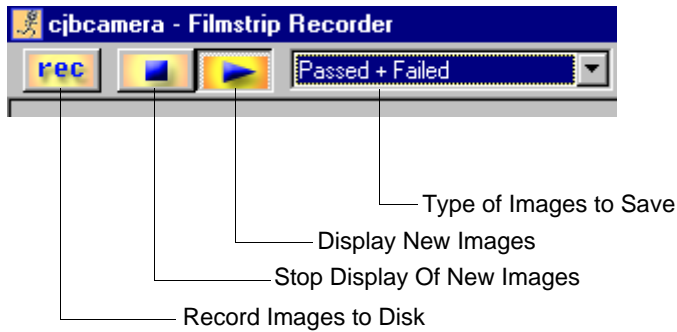 cjbcamera - Filmstrip Recorder
rec
Passed + Failed
Type of Images to Save
Display New Images
Stop Display Of New Images
Record Images to Disk